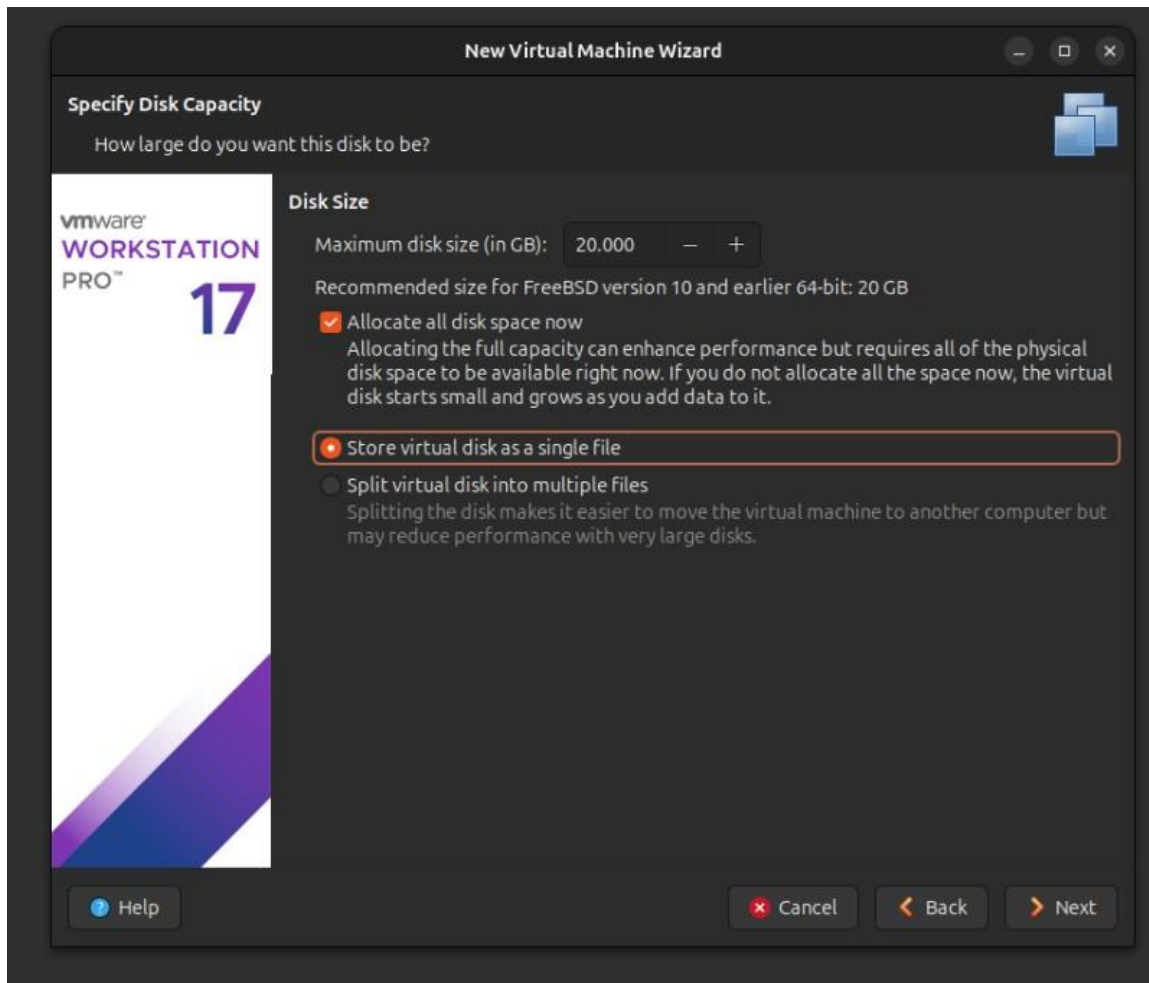 New Virtual Machine Wizard
Specify Disk Capacity
How large do you want this disk to be?
vmware
WORKSTATION
PRO™
17
Disk Size
Maximum disk size (in GB): 20.000 − +
Recommended size for FreeBSD version 10 and earlier 64-bit: 20 GB
Allocate all disk space now
Allocating the full capacity can enhance performance but requires all of the physical
disk space to be available right now. If you do not allocate all the space now, the virtual
disk starts small and grows as you add data to it.
Store virtual disk as a single file
Split virtual disk into multiple files
Splitting the disk makes it easier to move the virtual machine to another computer but
may reduce performance with very large disks.
Help
Cancel
Back
Next